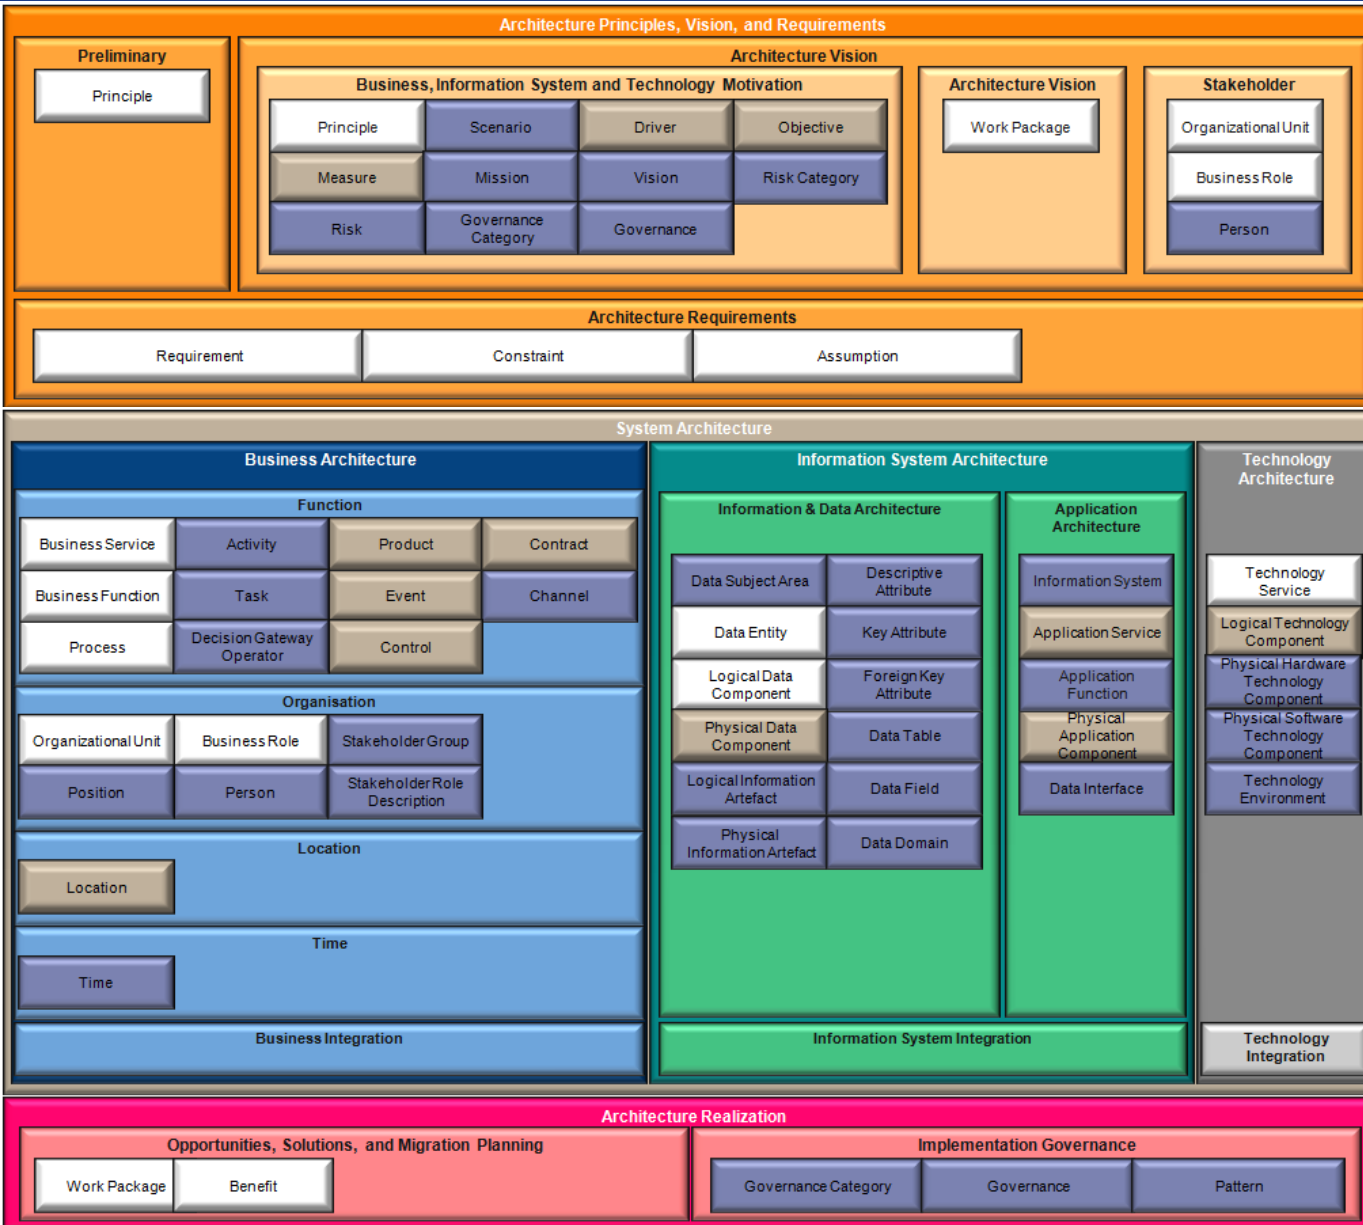 Architecture Principles, Vision, and Requirements
Preliminary
Principle
Architecture Vision
Business, Information System and Technology Motivation
Principle
Scenario
Driver
Objective
Measure
Mission
Vision
Risk Category
Risk
Governance
Category
Governance
Architecture Vision
Work Package
Stakeholder
Organizational Unit
Business Role
Person
Architecture Requirements
Requirement
Constraint
Assumption
System Architecture
Business Architecture
Function
Business Service
Activity
Product
Contract
Business Function
Task
Event
Channel
Process
Decision Gateway
Operator
Control
Organisation
Organizational Unit
Business Role
Stakeholder Group
Position
Person
Stakeholder Role
Description
Location
Location
Time
Time
Business Integration
Information System Architecture
Information & Data Architecture
Data Subject Area
Descriptive
Attribute
Data Entity
Key Attribute
Logical Data
Component
Foreign Key
Attribute
Physical Data
Component
Data Table
Logical Information
Artefact
Data Field
Physical
Information Artefact
Data Domain
Application
Architecture
Information System
Application Service
Application
Function
Physical
Application
Component
Data Interface
Information System Integration
Technology
Architecture
Technology
Service
Logical Technology
Component
Physical Hardware
Technology
Component
Physical Software
Technology
Component
Technology
Environment
Technology
Integration
Architecture Realization
Opportunities, Solutions, and Migration Planning
Work Package
Benefit
Implementation Governance
Governance Category
Governance
Pattern